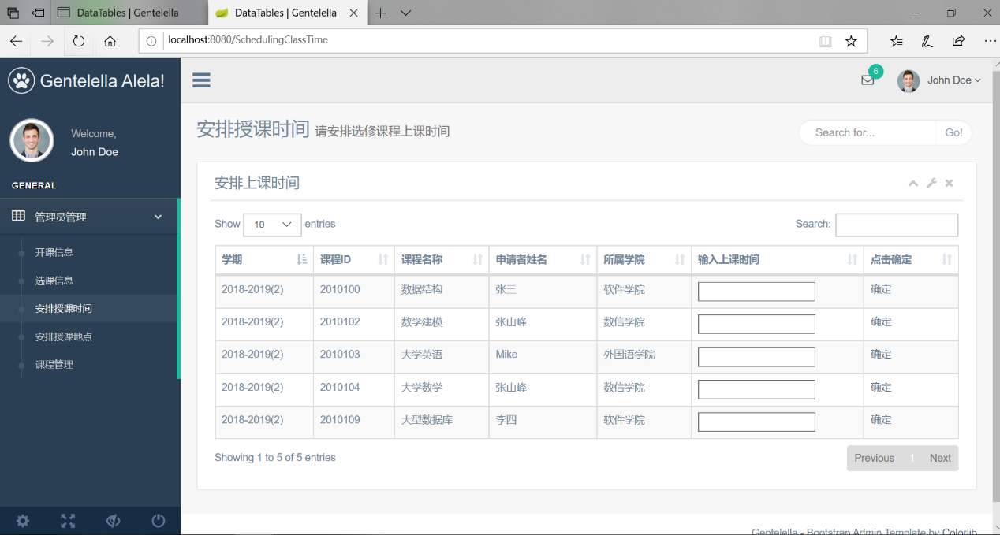 DataTables | Gentelella
DataTables | Gentelella
localhost:8080/SchedulingClassTime
Gentelella Alela!
6
John Doe
Welcome,
John Doe
安排授课时间 请安排选修课程上课时间
Search for...
Go!
GENERAL
管理员管理
开课信息
选课信息
安排授课时间
安排授课地点
课程管理
安排上课时间
Show 10 entries
Search:
学期 课程ID 课程名称 申请者姓名 所属学院 输入上课时间 点击确定
2018-2019(2) 2010100 数据结构 张三 软件学院 确定
2018-2019(2) 2010102 数学建模 张山峰 数信学院 确定
2018-2019(2) 2010103 大学英语 Mike 外国语学院 确定
2018-2019(2) 2010104 大学数学 张山峰 数信学院 确定
2018-2019(2) 2010109 大型数据库 李四 软件学院 确定
Showing 1 to 5 of 5 entries
Previous 1 Next
Gentelella - Bootstrap Admin Template by Colorlib